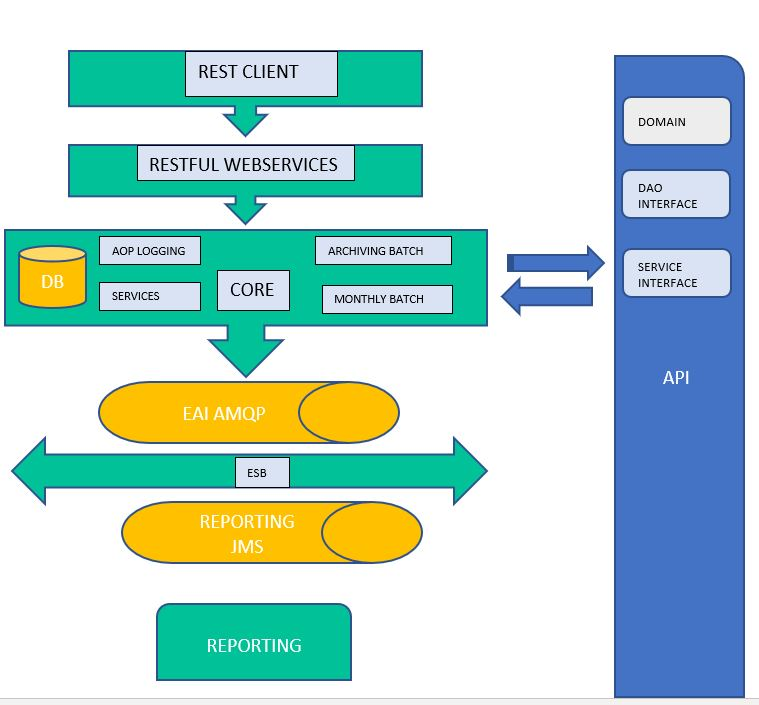 REST CLIENT
RESTFUL WEBSERVICES
DB
AOP LOGGING
SERVICES
CORE
ARCHIVING BATCH
MONTHLY BATCH
EAI AMQP
ESB
REPORTING
JMS
REPORTING
DOMAIN
DAO
INTERFACE
SERVICE
INTERFACE
API